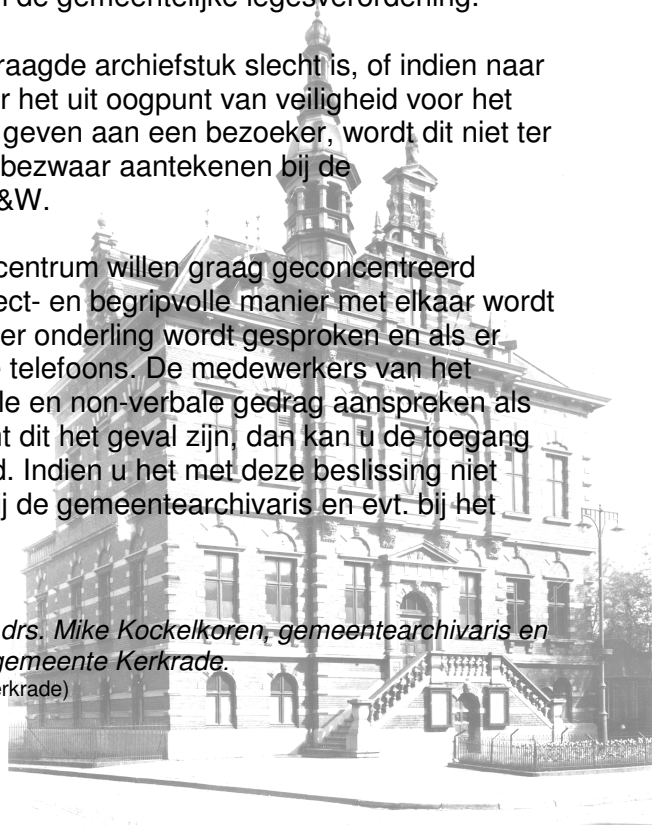 n de gemeentelijke legesverordening.
raagde archiefstuk slecht is, of indien naar
r het uit oogpunt van veiligheid voor het
geven aan een bezoeker, wordt dit niet ter
bezwaar aantekenen bij de
&W.
centrum willen graag geconcentreerd
ect- en begripvolle manier met elkaar wordt
er onderling wordt gesproken en als er
telefoons. De medewerkers van het
le en non-verbale gedrag aanspreken als
nt dit het geval zijn, dan kan u de toegang
d. Indien u het met deze beslissing niet
ij de gemeentearchivaris en evt. bij het
drs. Mike Kockelkoren, gemeentearchivaris en
gemeente Kerkrade.
erkrade)